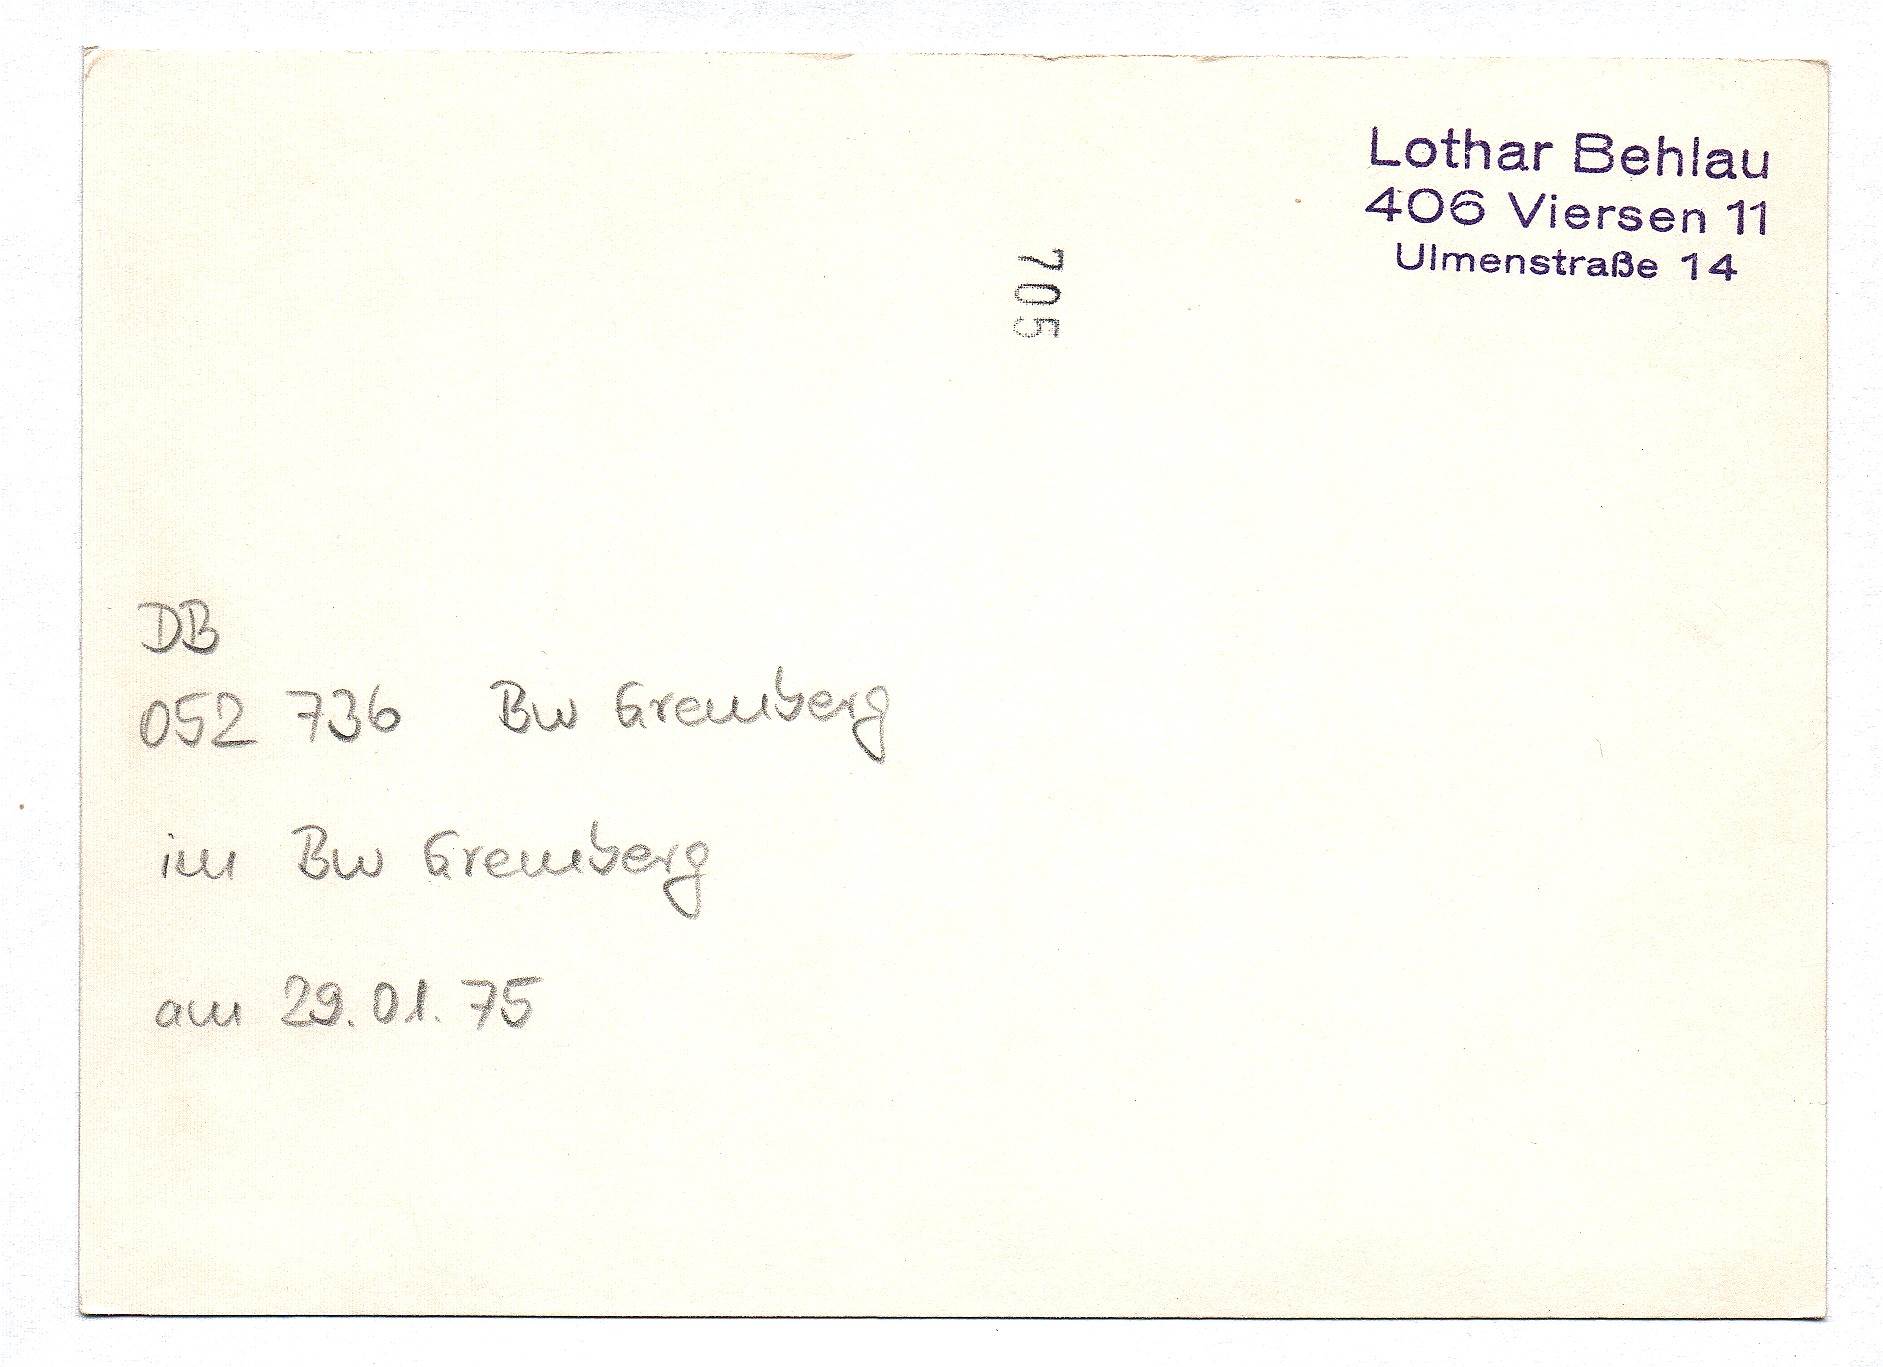 Lothar Behlau
406 Viersen 11
Ulmenstraße 14
705
DB
052 736 Bw Gremberg
im Bw Gremberg
am 29.01.75